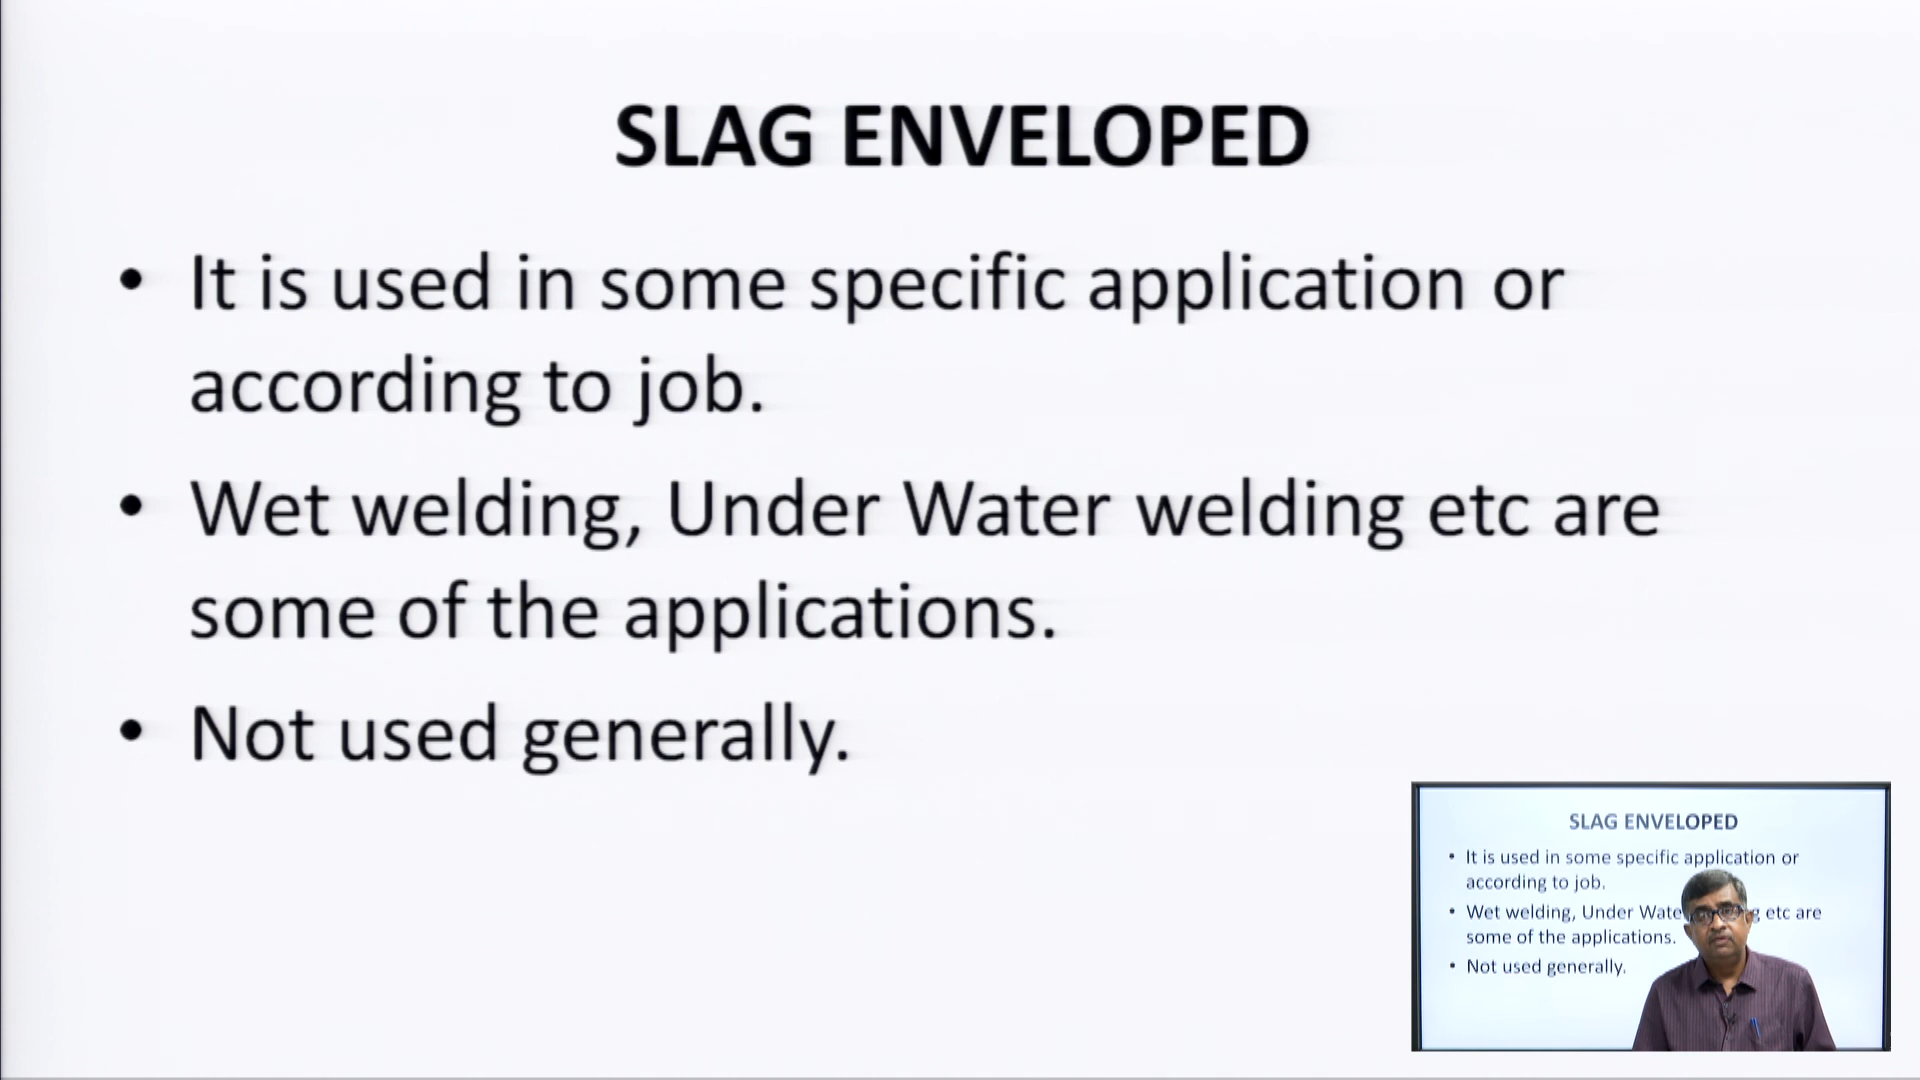 SLAG ENVELOPED
• It is used in some specific application or
according to job.
• Wet welding, Under Water welding etc are
some of the applications.
• Not used generally.
SLAG ENVELOPED
• It is used in some specific application or
according to job.
• Wet welding, Under Wate g etc are
some of the applications.
• Not used generally.